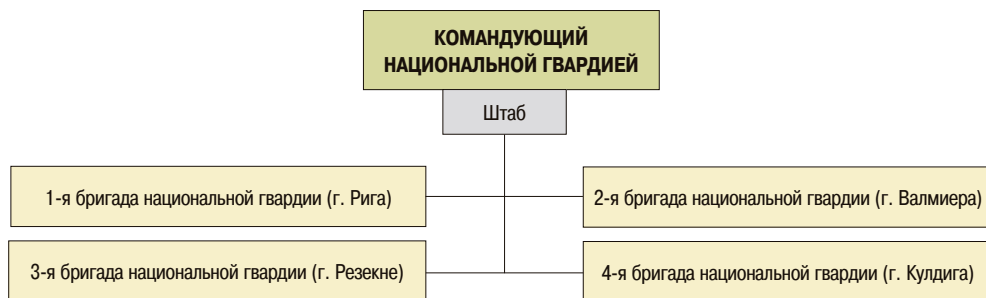 КОМАНДУЮЩИЙ
НАЦИОНАЛЬНОЙ ГВАРДИЕЙ
Штаб
1-я бригада национальной гвардии (г. Рига)
2-я бригада национальной гвардии (г. Валмиера)
3-я бригада национальной гвардии (г. Резекне)
4-я бригада национальной гвардии (г. Кулдига)